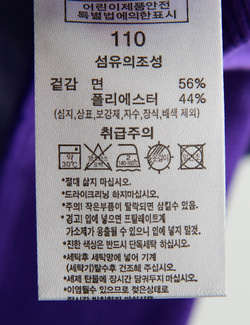 어린이제품안전
특별법에의한표시
110
섬유의조성
겉감 면 56%
폴리에스터 44%
(심지,상표,보강재,자수,장식,배색 제외)
취급주의
약
30℃
*절대 삶지 마십시오.
*드라이크리닝 하지마십시오.
*주의! 작은부품이 탈락되면 삼킬수 있음.
*경고! 입에 넣으면 프탈레이트계
가소제가 용출될 수 있으니 입에 넣지 말것.
*진한 색상은 반드시 단독세탁 하십시오.
*세탁후 세탁망에 넣어 기계
(세탁기)탈수후 건조해 주십시오.
*세제 탄물에 장시간 담궈두지 마십시오.